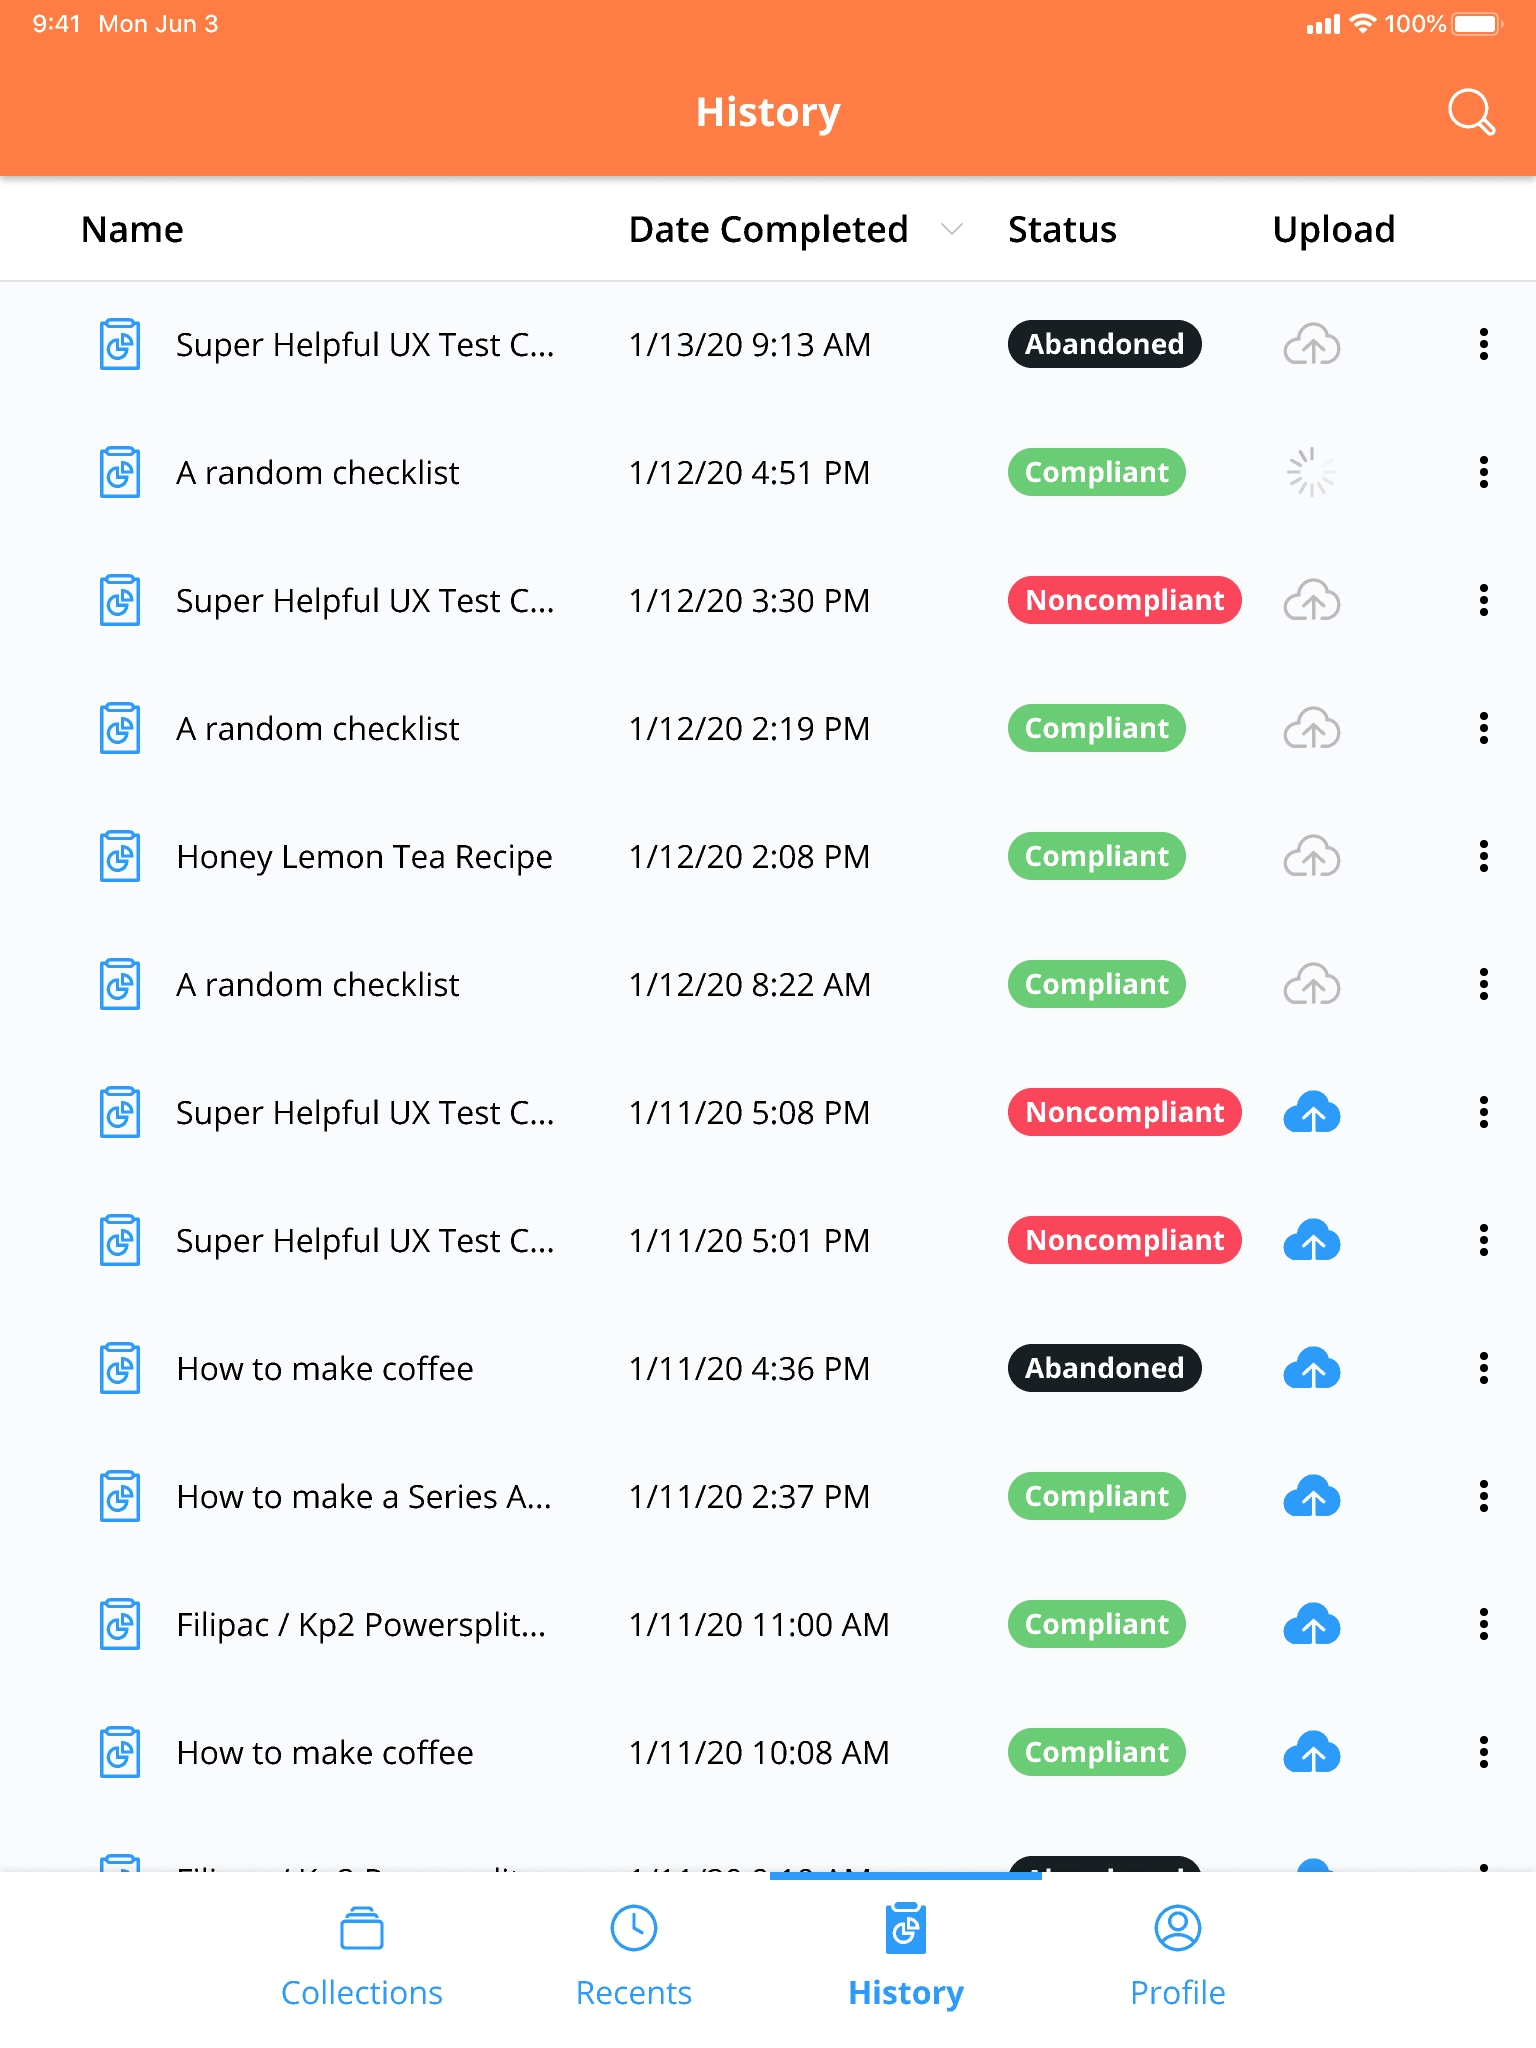 9:41 Mon Jun 3 100%
History
Name Date Completed Status Upload
Super Helpful UX Test C... 1/13/20 9:13 AM Abandoned
A random checklist 1/12/20 4:51 PM Compliant
Super Helpful UX Test C... 1/12/20 3:30 PM Noncompliant
A random checklist 1/12/20 2:19 PM Compliant
Honey Lemon Tea Recipe 1/12/20 2:08 PM Compliant
A random checklist 1/12/20 8:22 AM Compliant
Super Helpful UX Test C... 1/11/20 5:08 PM Noncompliant
Super Helpful UX Test C... 1/11/20 5:01 PM Noncompliant
How to make coffee 1/11/20 4:36 PM Abandoned
How to make a Series A... 1/11/20 2:37 PM Compliant
Filipac / Kp2 Powersplit... 1/11/20 11:00 AM Compliant
How to make coffee 1/11/20 10:08 AM Compliant
Collections Recents History Profile